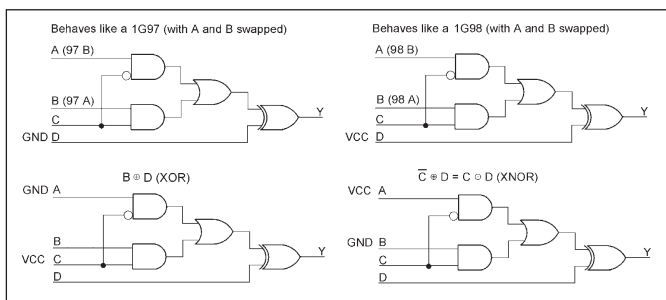 Behaves like a 1G97 (with A and B swapped)
A (97 B)
B (97 A)
C
GND D
Y
Behaves like a 1G98 (with A and B swapped)
A (98 B)
B (98 A)
C
VCC D
Y
B ⊕ D (XOR)
GND A
B
VCC C
D
Y
C̅ ⊕ D = C ⊙ D (XNOR)
VCC A
GND B
C
D
Y